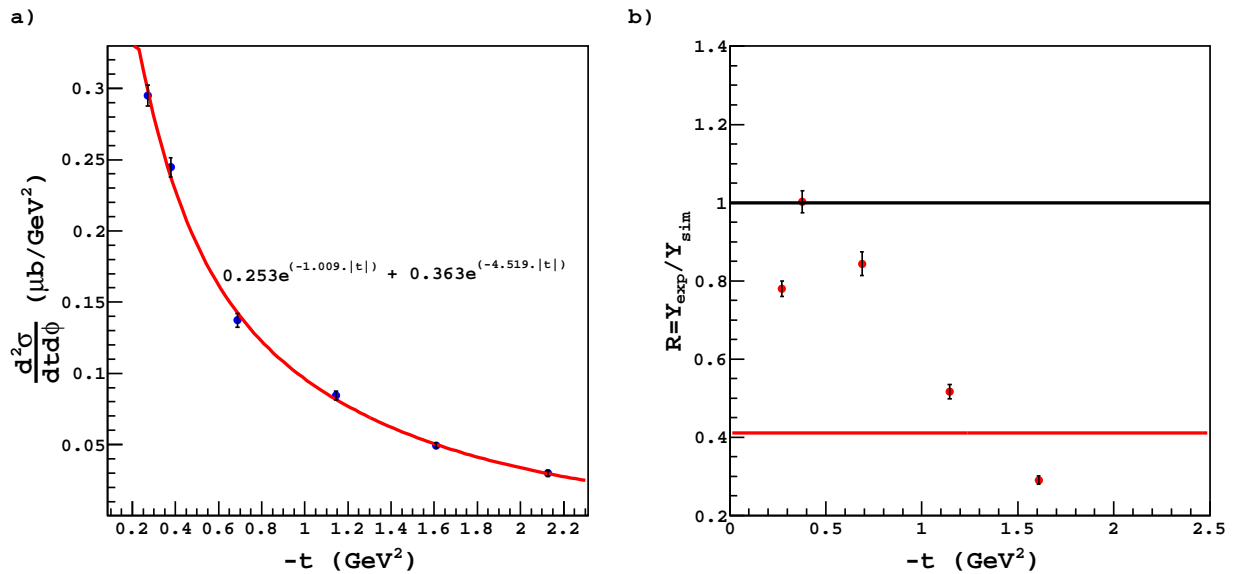 a)
d²σ/dtdϕ (μb/GeV²)
0.3
0.25
0.2
0.15
0.1
0.05
0.253e^(-1.009.|t|) + 0.363e^(-4.519.|t|)
0.2 0.4 0.6 0.8 1 1.2 1.4 1.6 1.8 2 2.2
-t (GeV²)
b)
R=Y_exp/Y_sim
1.4
1.2
1
0.8
0.6
0.4
0.2
0 0.5 1 1.5 2 2.5
-t (GeV²)